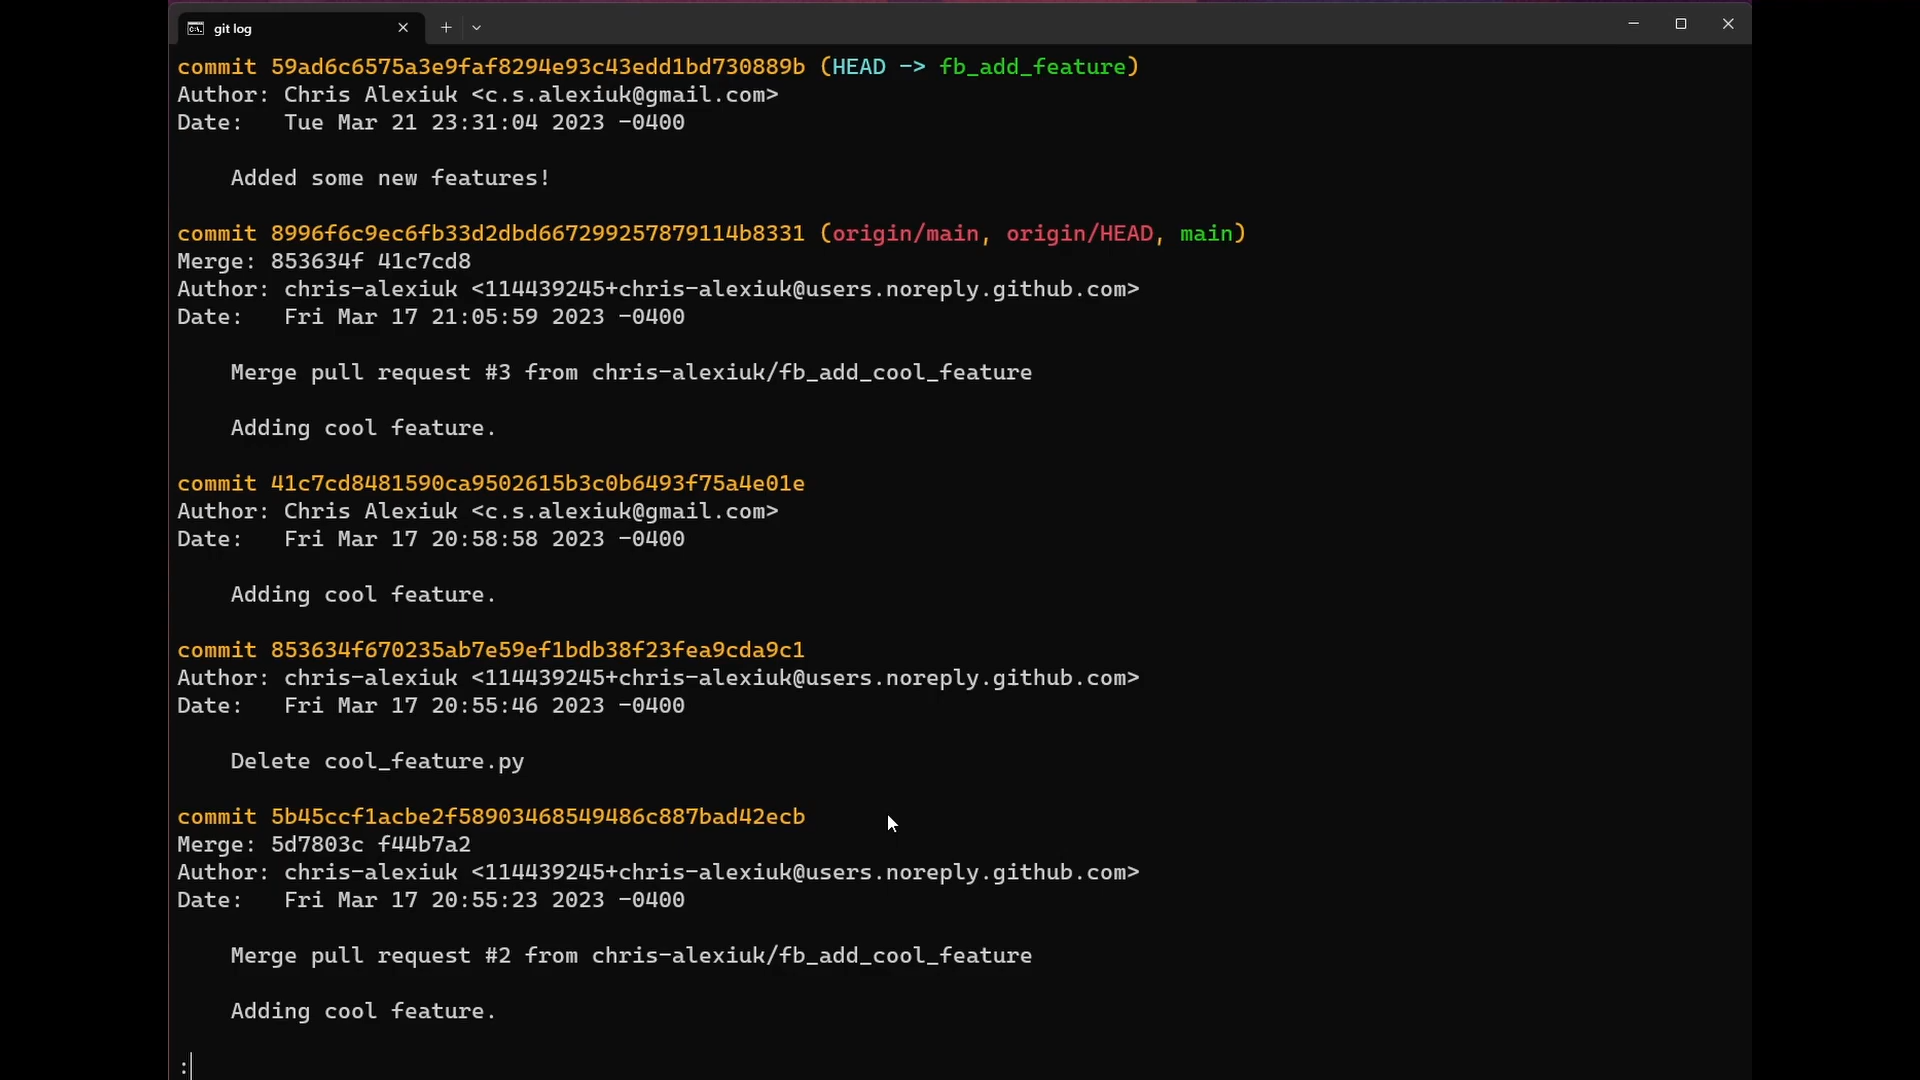 git log
commit 59ad6c6575a3e9faf8294e93c43edd1bd730889b (HEAD -> fb_add_feature)
Author: Chris Alexiuk <c.s.alexiuk@gmail.com>
Date:   Tue Mar 21 23:31:04 2023 -0400
Added some new features!
commit 8996f6c9ec6fb33d2dbd667299257879114b8331 (origin/main, origin/HEAD, main)
Merge: 853634f 41c7cd8
Author: chris-alexiuk <114439245+chris-alexiuk@users.noreply.github.com>
Date:   Fri Mar 17 21:05:59 2023 -0400
Merge pull request #3 from chris-alexiuk/fb_add_cool_feature
Adding cool feature.
commit 41c7cd8481590ca9502615b3c0b6493f75a4e01e
Author: Chris Alexiuk <c.s.alexiuk@gmail.com>
Date:   Fri Mar 17 20:58:58 2023 -0400
Adding cool feature.
commit 853634f670235ab7e59ef1bdb38f23fea9cda9c1
Author: chris-alexiuk <114439245+chris-alexiuk@users.noreply.github.com>
Date:   Fri Mar 17 20:55:46 2023 -0400
Delete cool_feature.py
commit 5b45ccf1acbe2f58903468549486c887bad42ecb
Merge: 5d7803c f44b7a2
Author: chris-alexiuk <114439245+chris-alexiuk@users.noreply.github.com>
Date:   Fri Mar 17 20:55:23 2023 -0400
Merge pull request #2 from chris-alexiuk/fb_add_cool_feature
Adding cool feature.
: